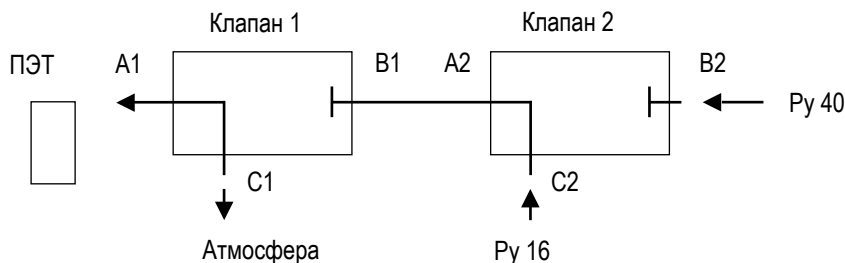 Клапан 1
Клапан 2
ПЭТ
A1
B1
A2
B2
Ру 40
C1
C2
Атмосфера
Ру 16